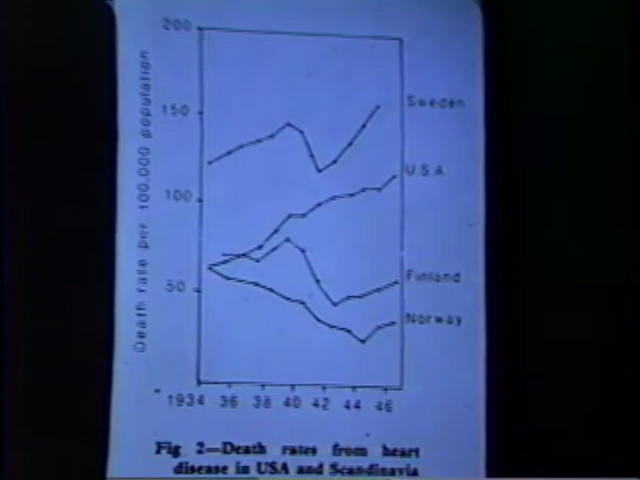 200
150
100
50
Death rate per 100,000 population
Sweden
U.S.A.
Finland
Norway
1934 36 38 40 42 44 46
Fig 2—Death rates from heart
disease in USA and Scandinavia